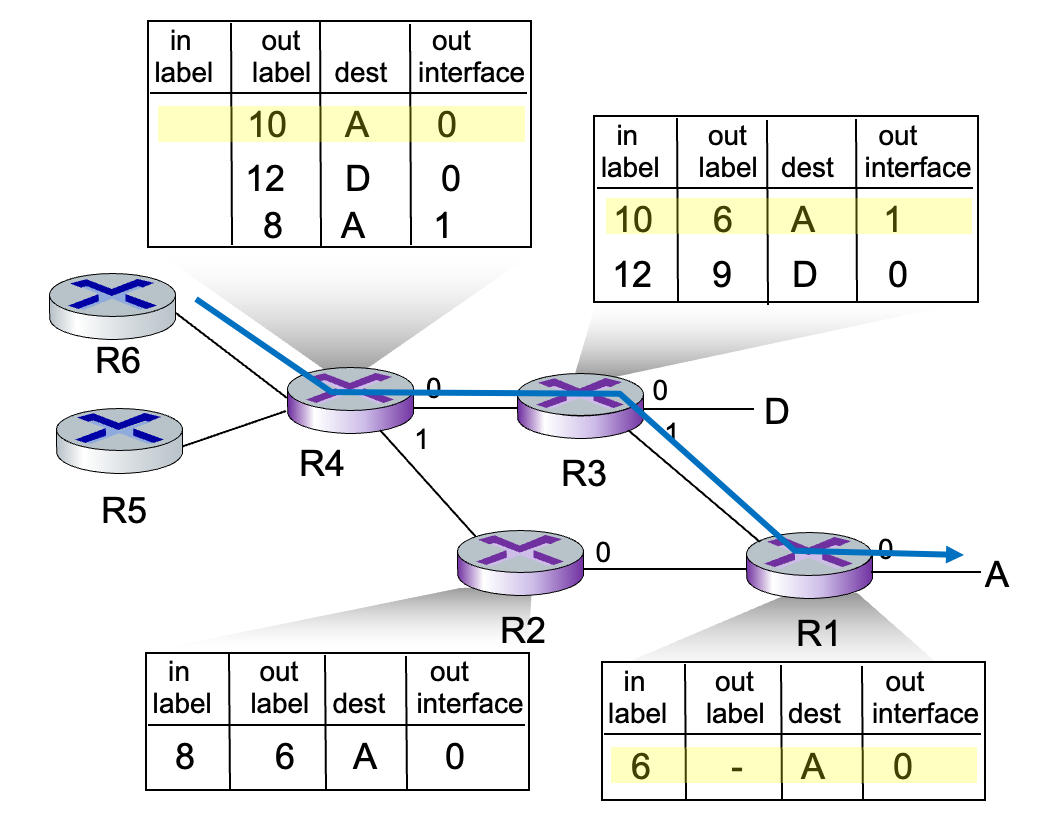 in out out
label label dest interface
10 A 0
12 D 0
8 A 1
in out out
label label dest interface
10 6 A 1
12 9 D 0
R6
0
0
D
1
1
R4
R3
R5
0
0
A
R2
R1
in out out
label label dest interface
8 6 A 0
in out out
label label dest interface
6 - A 0